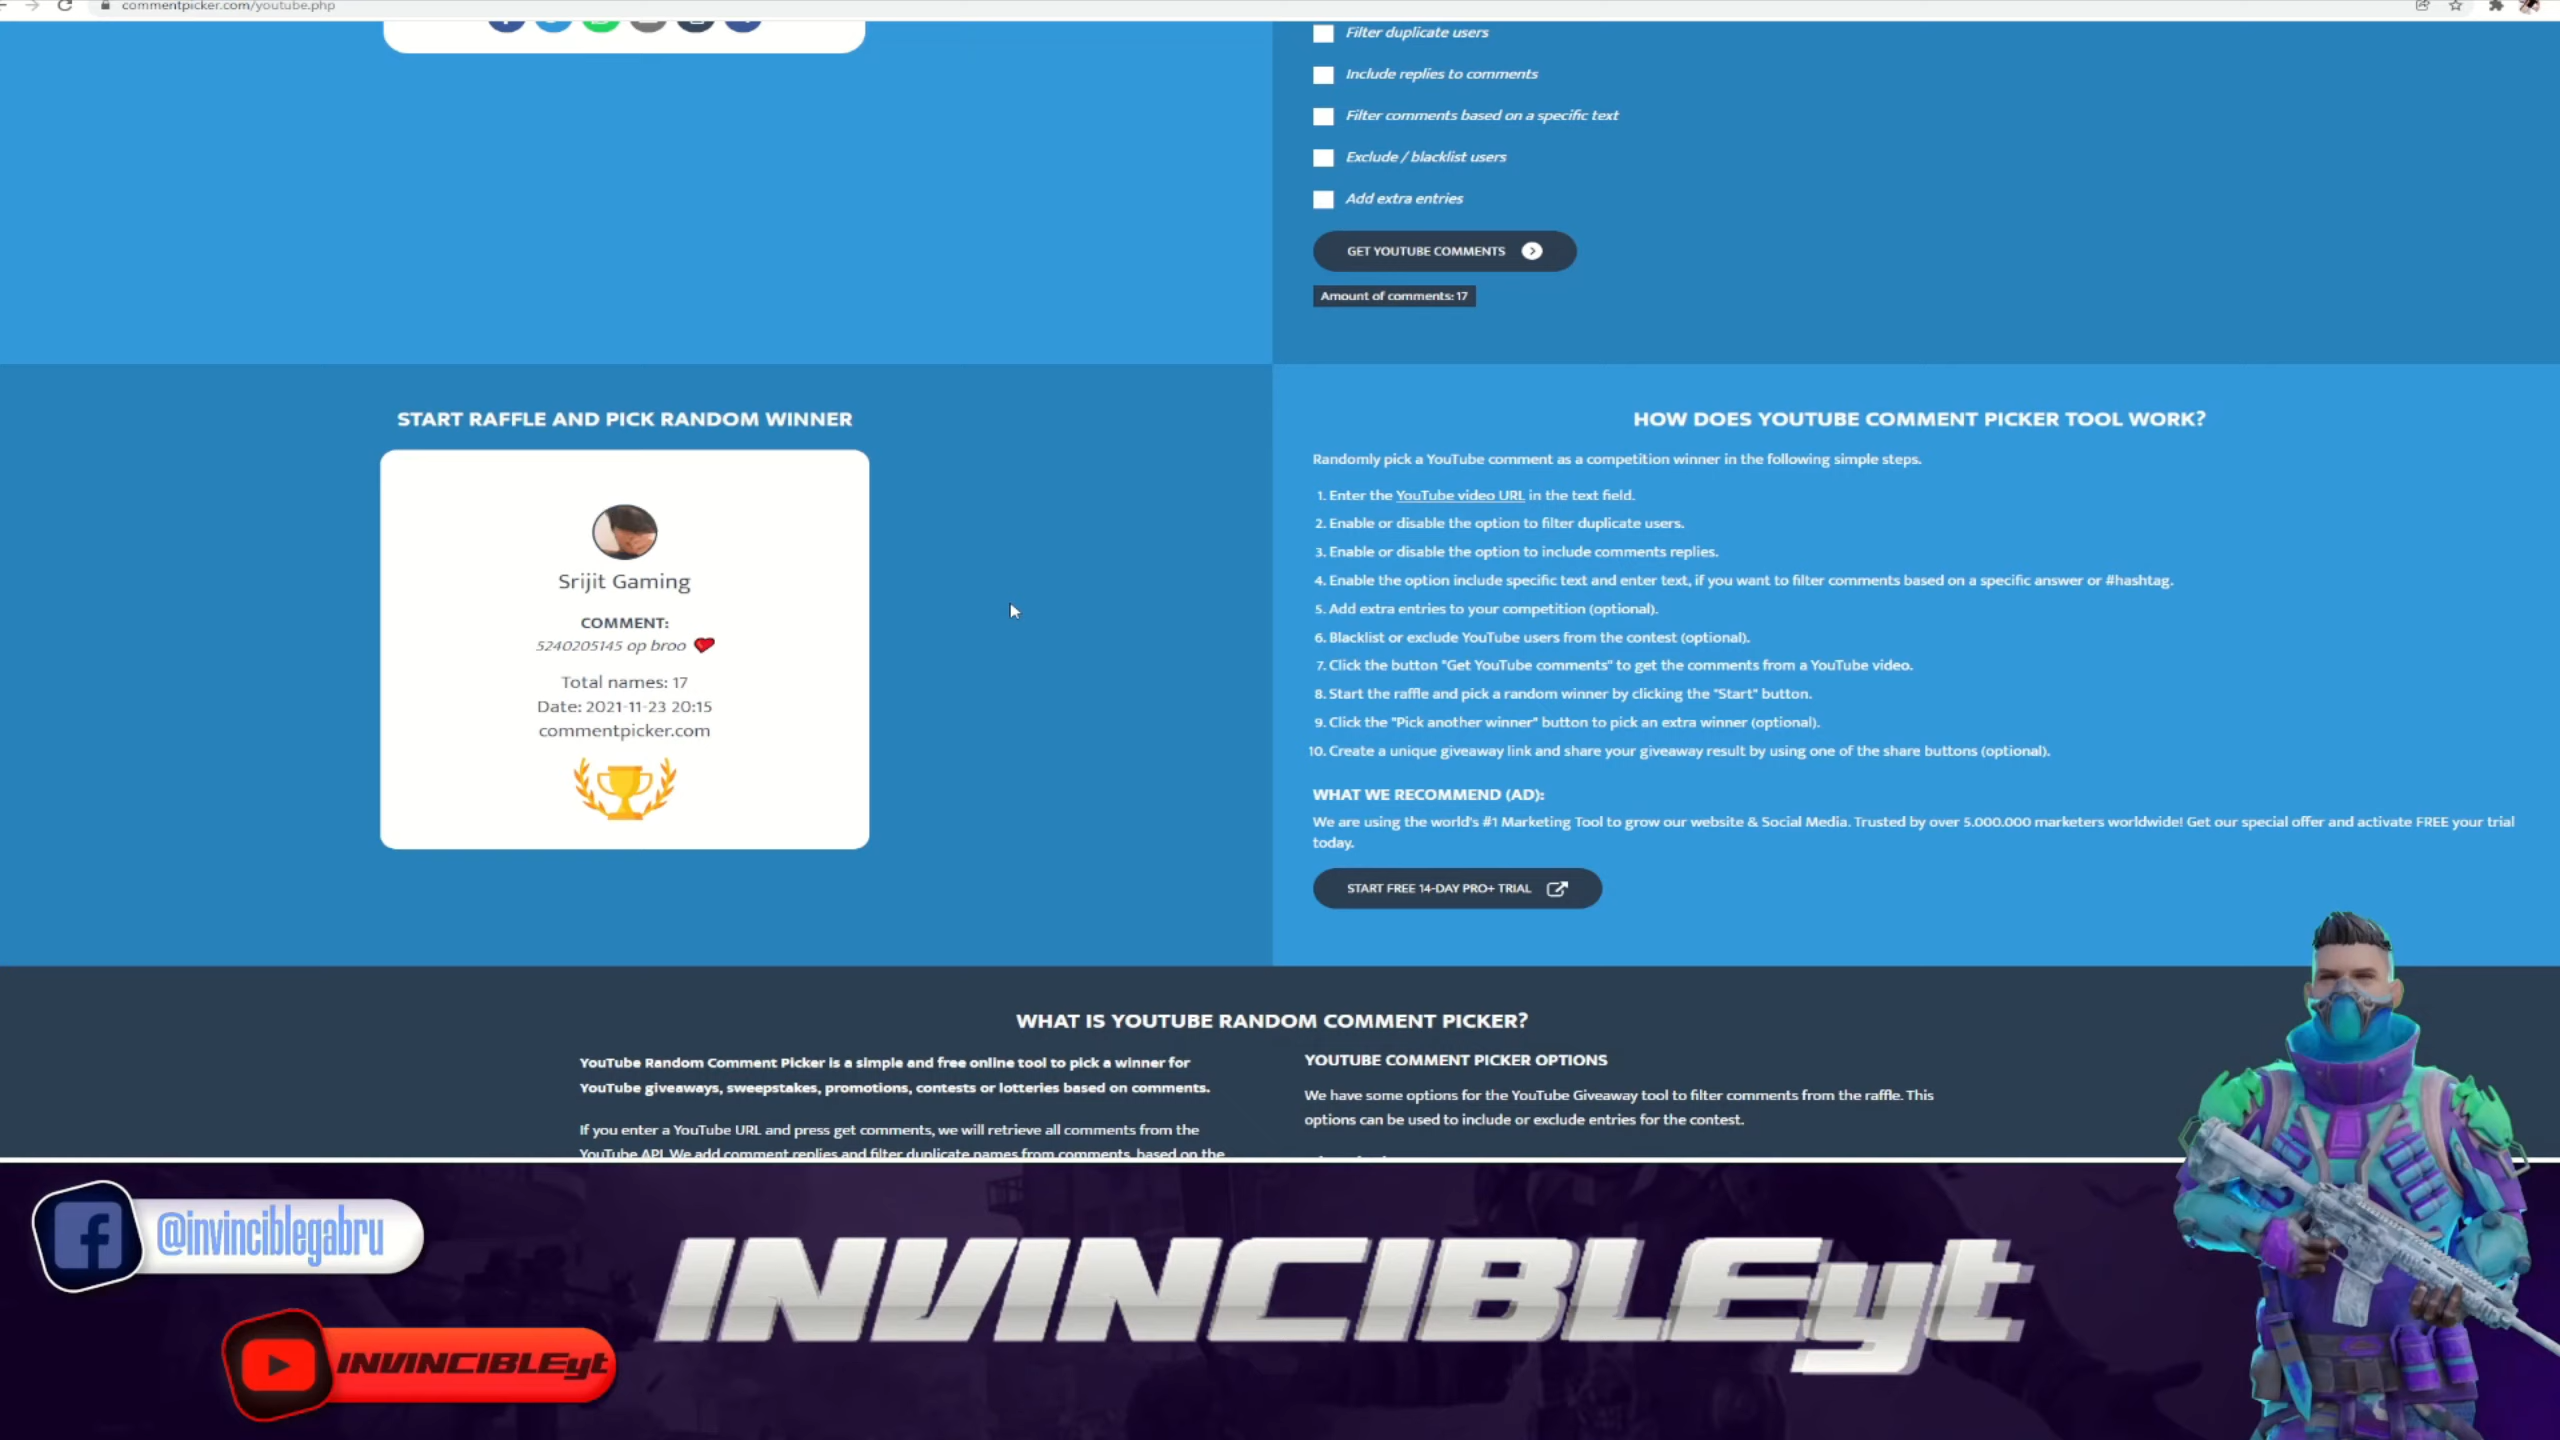 commentpicker.com/youtube.php
Filter duplicate users
Include replies to comments
Filter comments based on a specific text
Exclude / blacklist users
Add extra entries
GET YOUTUBE COMMENTS
Amount of comments: 17
START RAFFLE AND PICK RANDOM WINNER
Srijit Gaming
COMMENT:
5240205145 op broo ❤
Total names: 17
Date: 2021-11-23 20:15
commentpicker.com
HOW DOES YOUTUBE COMMENT PICKER TOOL WORK?
Randomly pick a YouTube comment as a competition winner in the following simple steps.
1. Enter the YouTube video URL in the text field.
2. Enable or disable the option to filter duplicate users.
3. Enable or disable the option to include comments replies.
4. Enable the option include specific text and enter text, if you want to filter comments based on a specific answer or #hashtag.
5. Add extra entries to your competition (optional).
6. Blacklist or exclude YouTube users from the contest (optional).
7. Click the button "Get YouTube comments" to get the comments from a YouTube video.
8. Start the raffle and pick a random winner by clicking the "Start" button.
9. Click the "Pick another winner" button to pick an extra winner (optional).
10. Create a unique giveaway link and share your giveaway result by using one of the share buttons (optional).
WHAT WE RECOMMEND (AD):
We are using the world's #1 Marketing Tool to grow our website & Social Media. Trusted by over 5.000.000 marketers worldwide! Get our special offer and activate FREE your trial
today.
START FREE 14-DAY PRO+ TRIAL
WHAT IS YOUTUBE RANDOM COMMENT PICKER?
YouTube Random Comment Picker is a simple and free online tool to pick a winner for
YouTube giveaways, sweepstakes, promotions, contests or lotteries based on comments.
If you enter a YouTube URL and press get comments, we will retrieve all comments from the
YouTube API. We add comment replies and filter duplicate names from comments, based on the
YOUTUBE COMMENT PICKER OPTIONS
We have some options for the YouTube Giveaway tool to filter comments from the raffle. This
options can be used to include or exclude entries for the contest.
@invinciblegabru
INVINCIBLEyt
INVINCIBLEyt